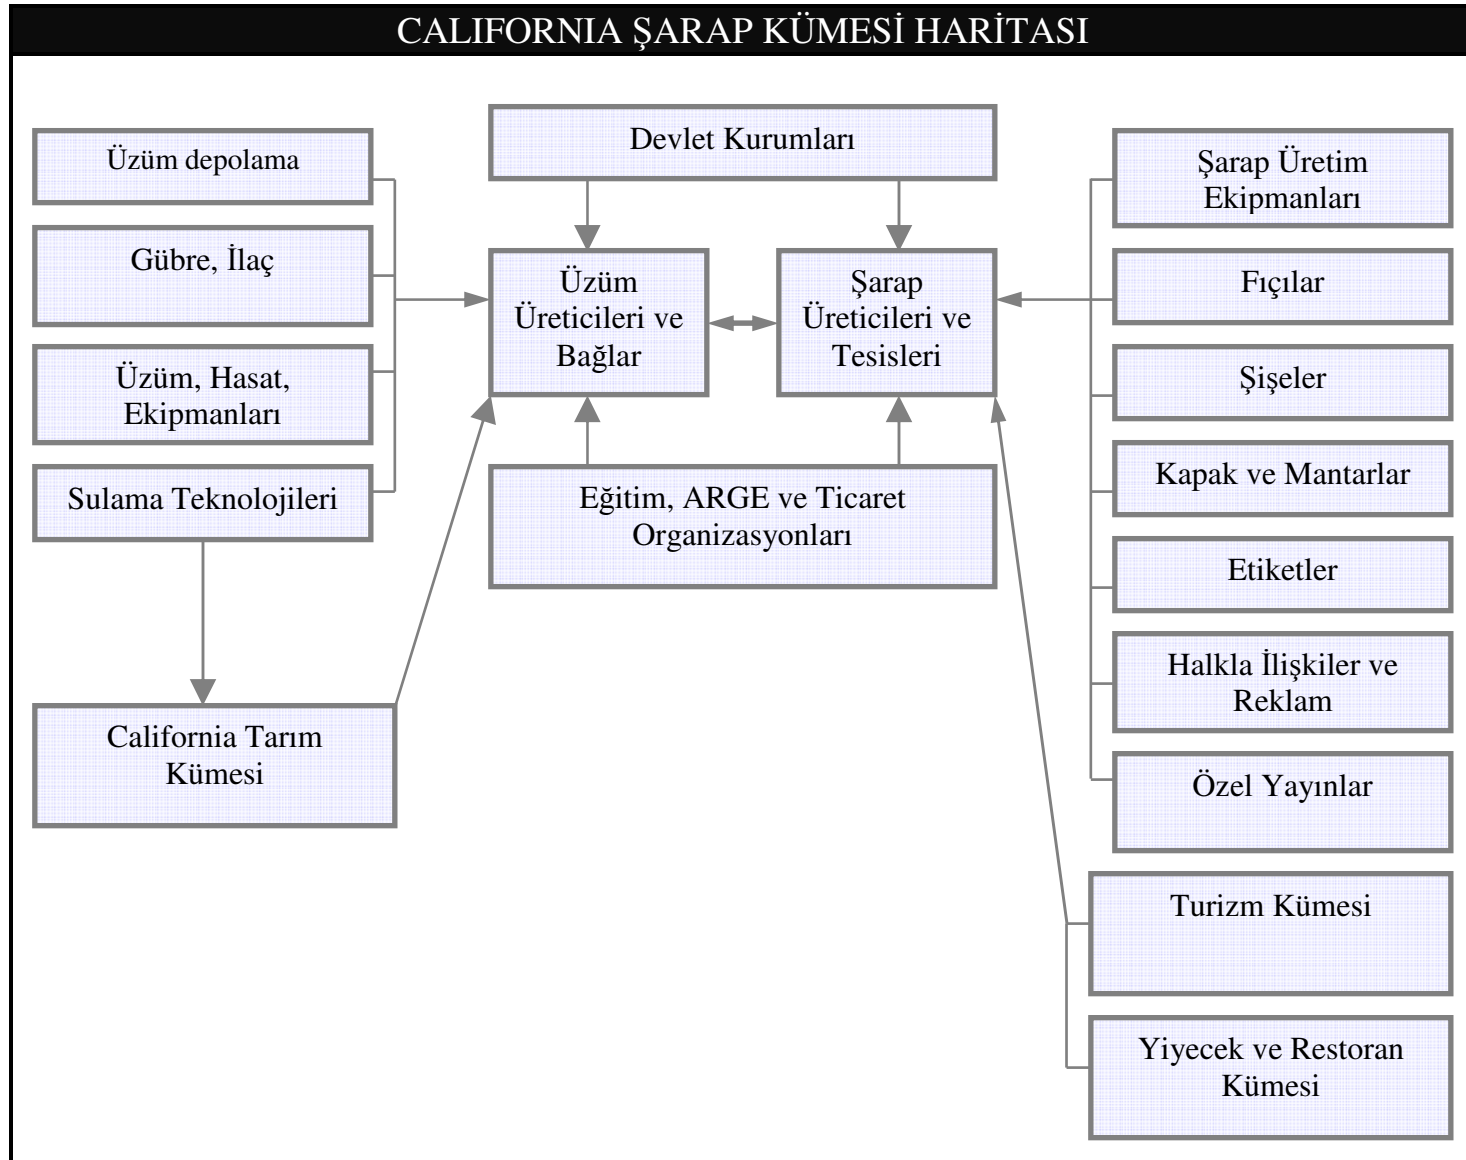 CALIFORNIA ŞARAP KÜMESİ HARİTASI
Devlet Kurumları
Üzüm depolama
Gübre, İlaç
Üzüm, Hasat,
Ekipmanları
Sulama Teknolojileri
California Tarım
Kümesi
Üzüm
Üreticileri ve
Bağlar
Şarap
Üreticileri ve
Tesisleri
Eğitim, ARGE ve Ticaret
Organizasyonları
Şarap Üretim
Ekipmanları
Fıçılar
Şişeler
Kapak ve Mantarlar
Etiketler
Halkla İlişkiler ve
Reklam
Özel Yayınlar
Turizm Kümesi
Yiyecek ve Restoran
Kümesi